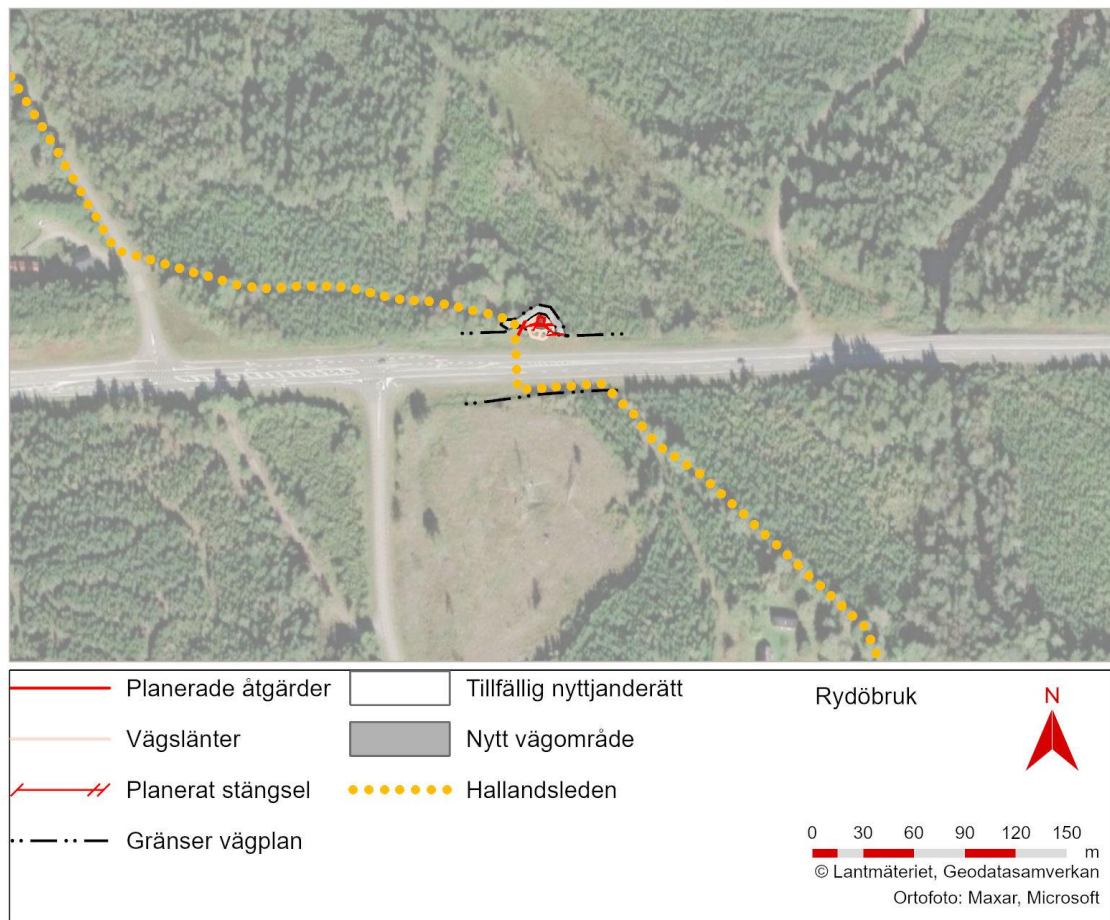 Planerade åtgärder
Vägslänter
Planerat stängsel
Gränser vägplan
Tillfällig nyttjanderätt
Nytt vägområde
Hallandsleden
Rydöbruk
N
0 30 60 90 120 150
m
© Lantmäteriet, Geodatasamverkan
Ortofoto: Maxar, Microsoft